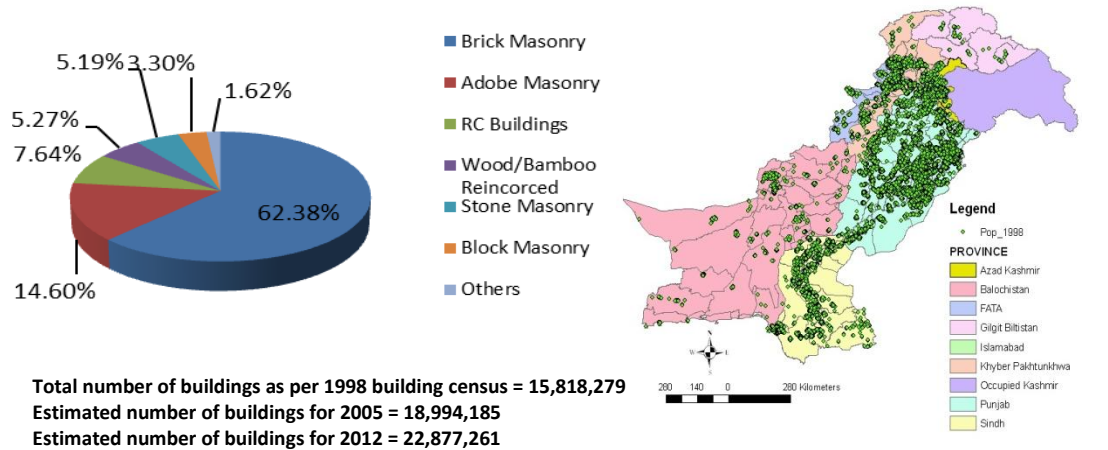 5.19%
3.30%
1.62%
5.27%
7.64%
62.38%
14.60%
Brick Masonry
Adobe Masonry
RC Buildings
Wood/Bamboo
Reincorced
Stone Masonry
Block Masonry
Others
Legend
Pop_1998
PROVINCE
Azad Kashmir
Balochistan
FATA
Gilgit Biltistan
Islamabad
Khyber Pakhtunkhwa
Occupied Kashmir
Punjab
Sindh
N
W E
S
280 140 0 280 Kilometers
Total number of buildings as per 1998 building census = 15,818,279
Estimated number of buildings for 2005 = 18,994,185
Estimated number of buildings for 2012 = 22,877,261